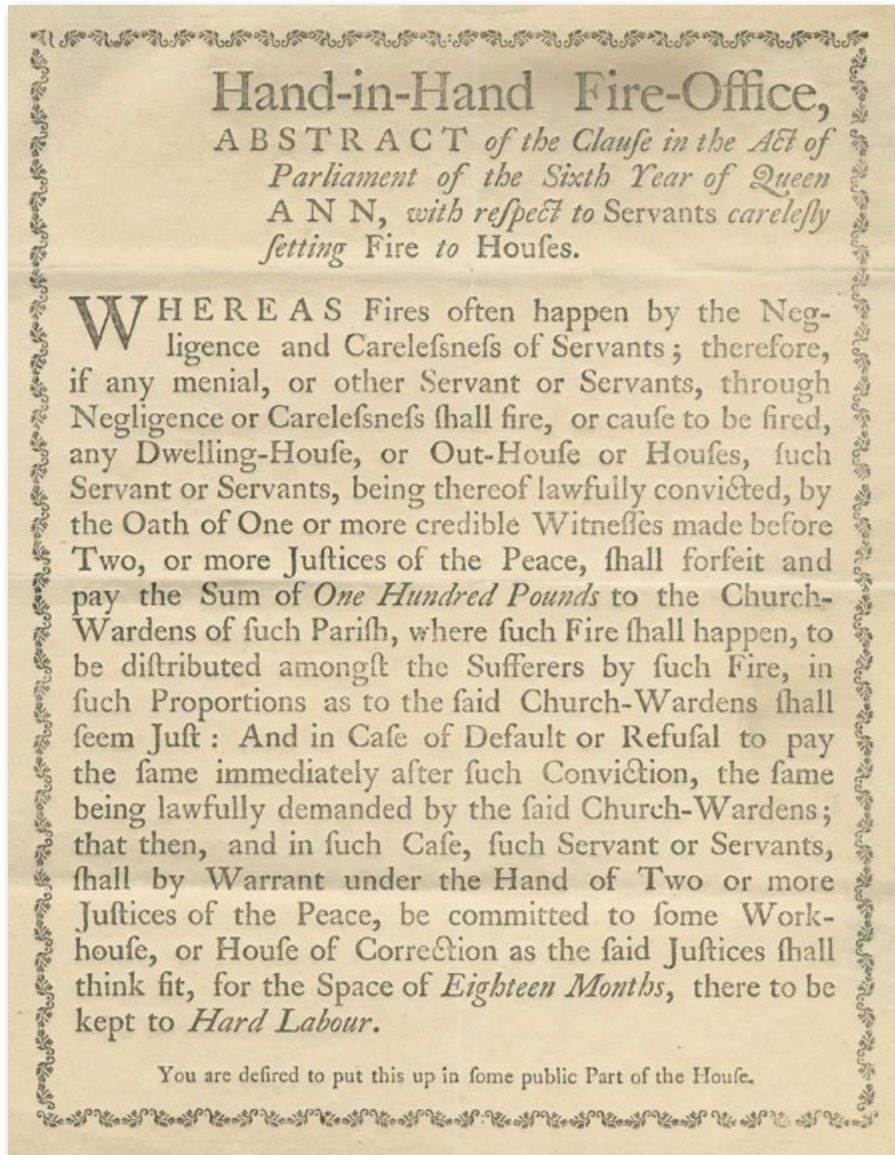 Hand-in-Hand Fire-Office,
ABSTRACT of the Clauſe in the Act of
Parliament of the Sixth Year of Queen
ANN, with reſpect to Servants careleſly
ſetting Fire to Houſes.
WHEREAS Fires often happen by the Neg-
ligence and Careleſsneſs of Servants; therefore,
if any menial, or other Servant or Servants, through
Negligence or Careleſsneſs ſhall fire, or cauſe to be fired,
any Dwelling-Houſe, or Out-Houſe or Houſes, ſuch
Servant or Servants, being thereof lawfully convicted, by
the Oath of One or more credible Witneſſes made before
Two, or more Juſtices of the Peace, ſhall forfeit and
pay the Sum of One Hundred Pounds to the Church-
Wardens of ſuch Pariſh, where ſuch Fire ſhall happen, to
be diſtributed amongſt the Sufferers by ſuch Fire, in
ſuch Proportions as to the ſaid Church-Wardens ſhall
ſeem Juſt: And in Caſe of Default or Refuſal to pay
the ſame immediately after ſuch Conviction, the ſame
being lawfully demanded by the ſaid Church-Wardens;
that then, and in ſuch Caſe, ſuch Servant or Servants,
ſhall by Warrant under the Hand of Two or more
Juſtices of the Peace, be committed to ſome Work-
houſe, or Houſe of Correction as the ſaid Juſtices ſhall
think fit, for the Space of Eighteen Months, there to be
kept to Hard Labour.
You are deſired to put this up in ſome public Part of the Houſe.